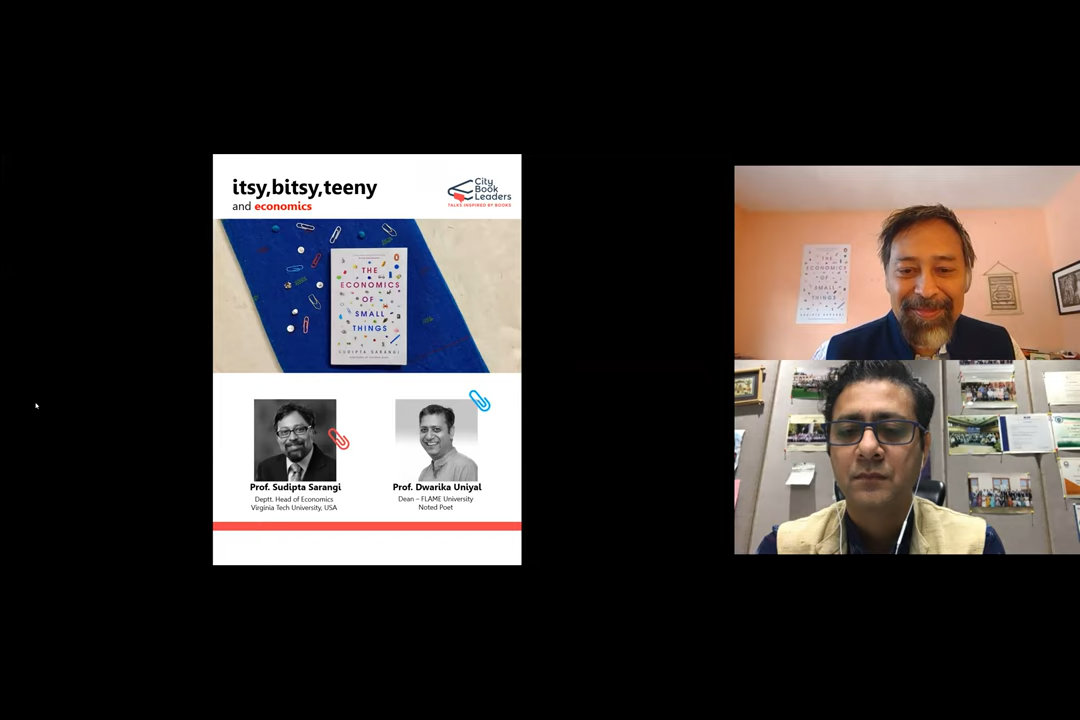 itsy,bitsy,teeny
and economics
City
Book
Leaders
TALKS INSPIRED BY BOOKS
THE
ECONOMICS
OF
SMALL
THINGS
SUDIPTA SARANGI
Prof. Sudipta Sarangi
Deptt. Head of Economics
Virginia Tech University, USA
Prof. Dwarika Uniyal
Dean – FLAME University
Noted Poet
THE
ECONOMICS
OF
SMALL
THINGS
SUDIPTA SARANGI